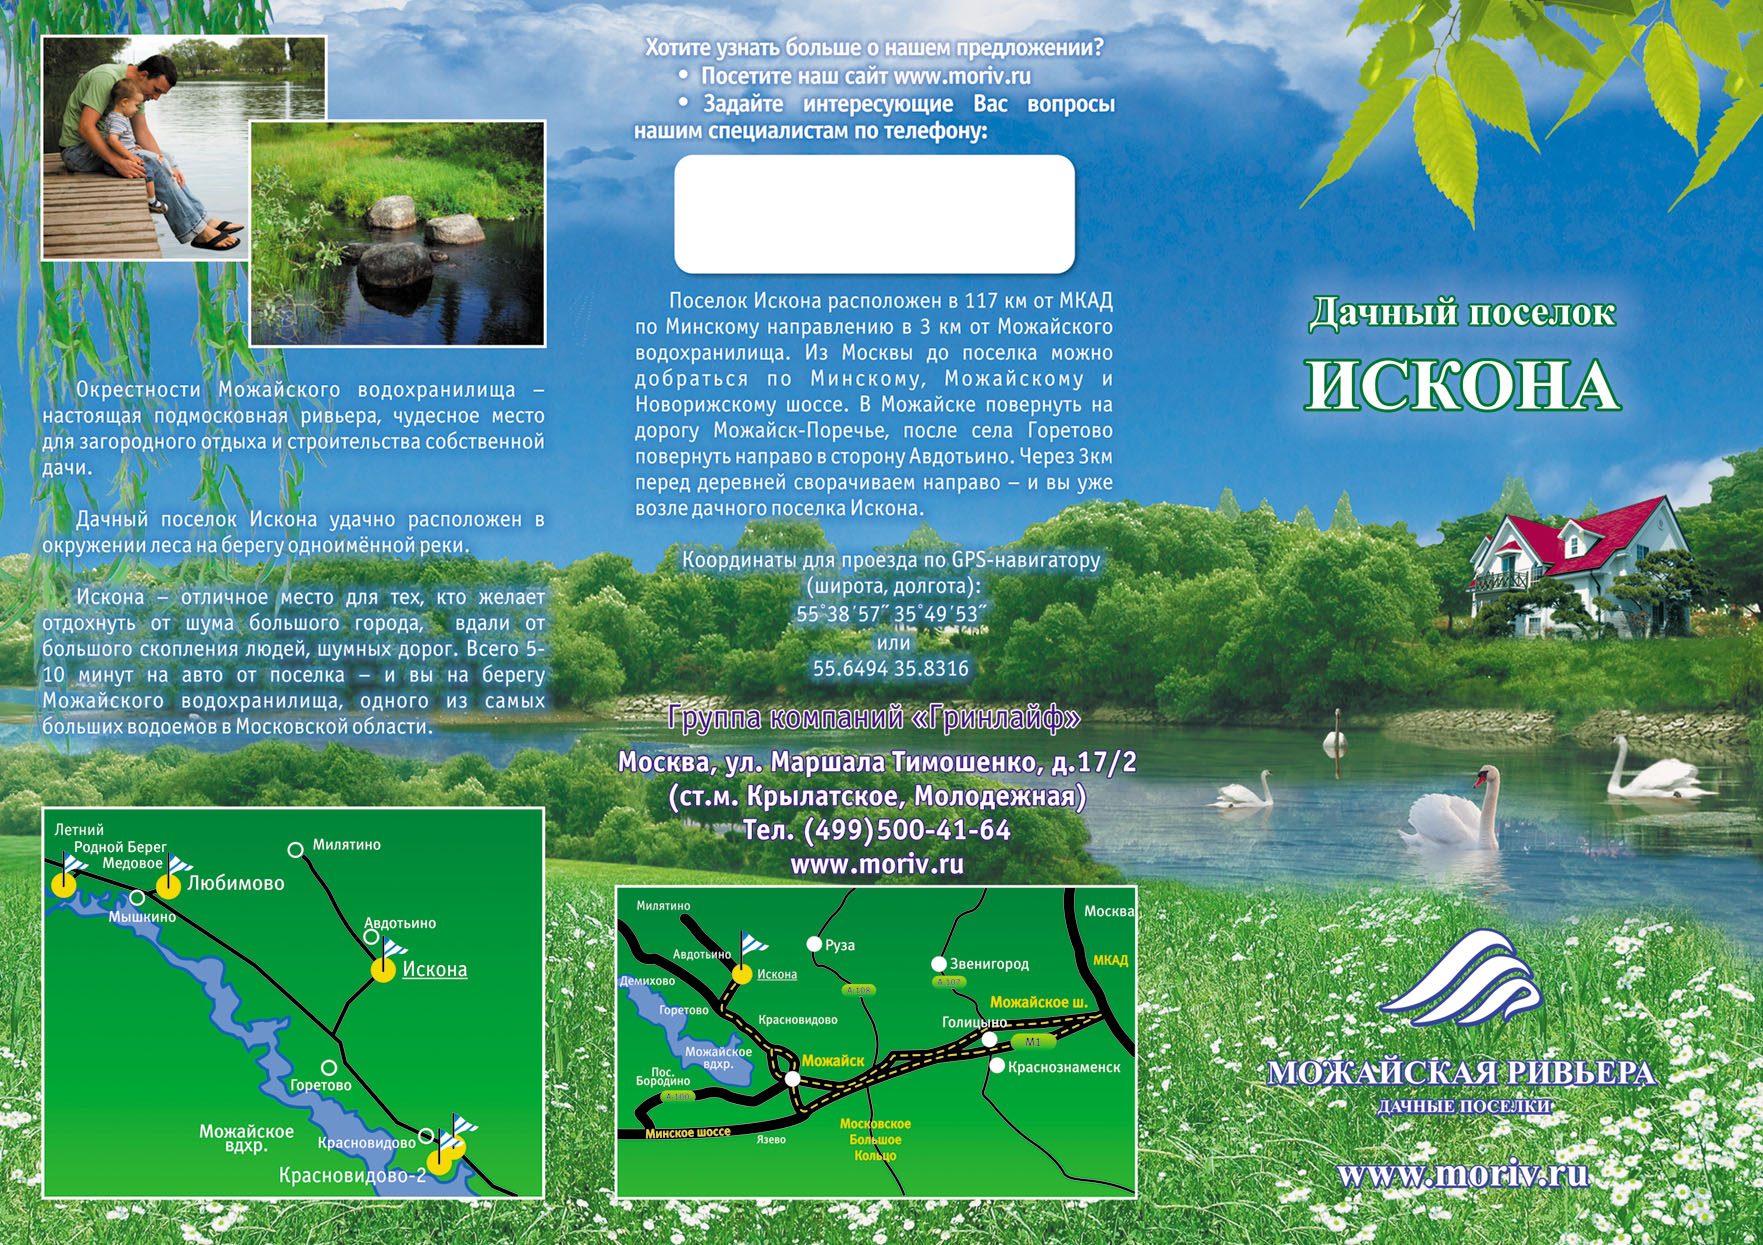 Окрестности Можайского водохранилища –
настоящая подмосковная ривьера, чудесное место
для загородного отдыха и строительства собственной
дачи.
Дачный поселок Искона удачно расположен в
окружении леса на берегу одноимённой реки.
Искона – отличное место для тех, кто желает
отдохнуть от шума большого города, вдали от
большого скопления людей, шумных дорог. Всего 5-
10 минут на авто от поселка – и вы на берегу
Можайского водохранилища, одного из самых
больших водоемов в Московской области.
Летний
Родной Берег
Медовое
Любимово
Мышкино
Милятино
Авдотьино
Искона
Горетово
Можайское
вдхр.
Красновидово
Красновидово-2
Хотите узнать больше о нашем предложении?
• Посетите наш сайт www.moriv.ru
• Задайте интересующие Вас вопросы
нашим специалистам по телефону:
Поселок Искона расположен в 117 км от МКАД
по Минскому направлению в 3 км от Можайского
водохранилища. Из Москвы до поселка можно
добраться по Минскому, Можайскому и
Новорижскому шоссе. В Можайске повернуть на
дорогу Можайск-Поречье, после села Горетово
повернуть направо в сторону Авдотьино. Через 3км
перед деревней сворачиваем направо – и вы уже
возле дачного поселка Искона.
Координаты для проезда по GPS-навигатору
(широта, долгота):
55°38′57″ 35°49′53″
или
55.6494 35.8316
Группа компаний «Гринлайф»
Москва, ул. Маршала Тимошенко, д.17/2
(ст.м. Крылатское, Молодежная)
Тел. (499)500-41-64
www.moriv.ru
Милятино
Авдотьино
Искона
Демихово
Горетово
Красновидово
Можайское
вдхр.
Пос.
Бородино
А-100
Минское шоссе
Язево
Можайск
Руза
А-108
Звенигород
А-107
Москва
МКАД
Можайское ш.
Голицыно
М1
Краснознаменск
Московское
Большое
Кольцо
Дачный поселок
ИСКОНА
МОЖАЙСКАЯ РИВЬЕРА
ДАЧНЫЕ ПОСЕЛКИ
www.moriv.ru